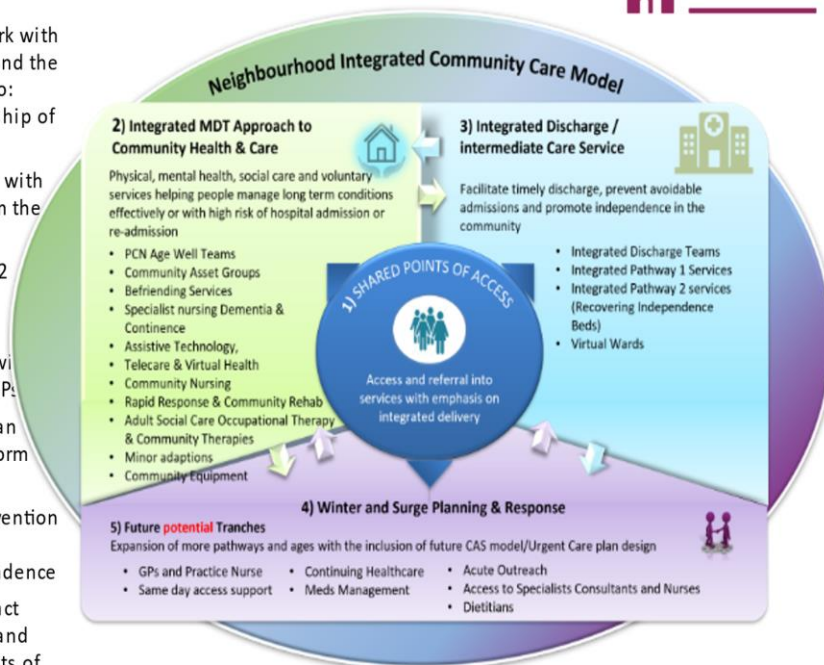 rk with
nd the
o:
hip of
with
n the
2
vi
Ps
an
orm
vention
ndence
act
and
ts of
Neighbourhood Integrated Community Care Model
2) Integrated MDT Approach to
Community Health & Care
Physical, mental health, social care and voluntary
services helping people manage long term conditions
effectively or with high risk of hospital admission or
re-admission
• PCN Age Well Teams
• Community Asset Groups
• Befriending Services
• Specialist nursing Dementia &
Continence
• Assistive Technology,
• Telecare & Virtual Health
• Community Nursing
• Rapid Response & Community Rehab
• Adult Social Care Occupational Therapy
& Community Therapies
• Minor adaptions
• Community Equipment
3) Integrated Discharge /
intermediate Care Service
Facilitate timely discharge, prevent avoidable
admissions and promote independence in the
community
• Integrated Discharge Teams
• Integrated Pathway 1 Services
• Integrated Pathway 2 services
(Recovering Independence
Beds)
• Virtual Wards
1) SHARED POINTS OF ACCESS
Access and referral into
services with emphasis on
integrated delivery
4) Winter and Surge Planning & Response
5) Future potential Tranches
Expansion of more pathways and ages with the inclusion of future CAS model/Urgent Care plan design
• GPs and Practice Nurse
• Same day access support
• Continuing Healthcare
• Meds Management
• Acute Outreach
• Access to Specialists Consultants and Nurses
• Dietitians